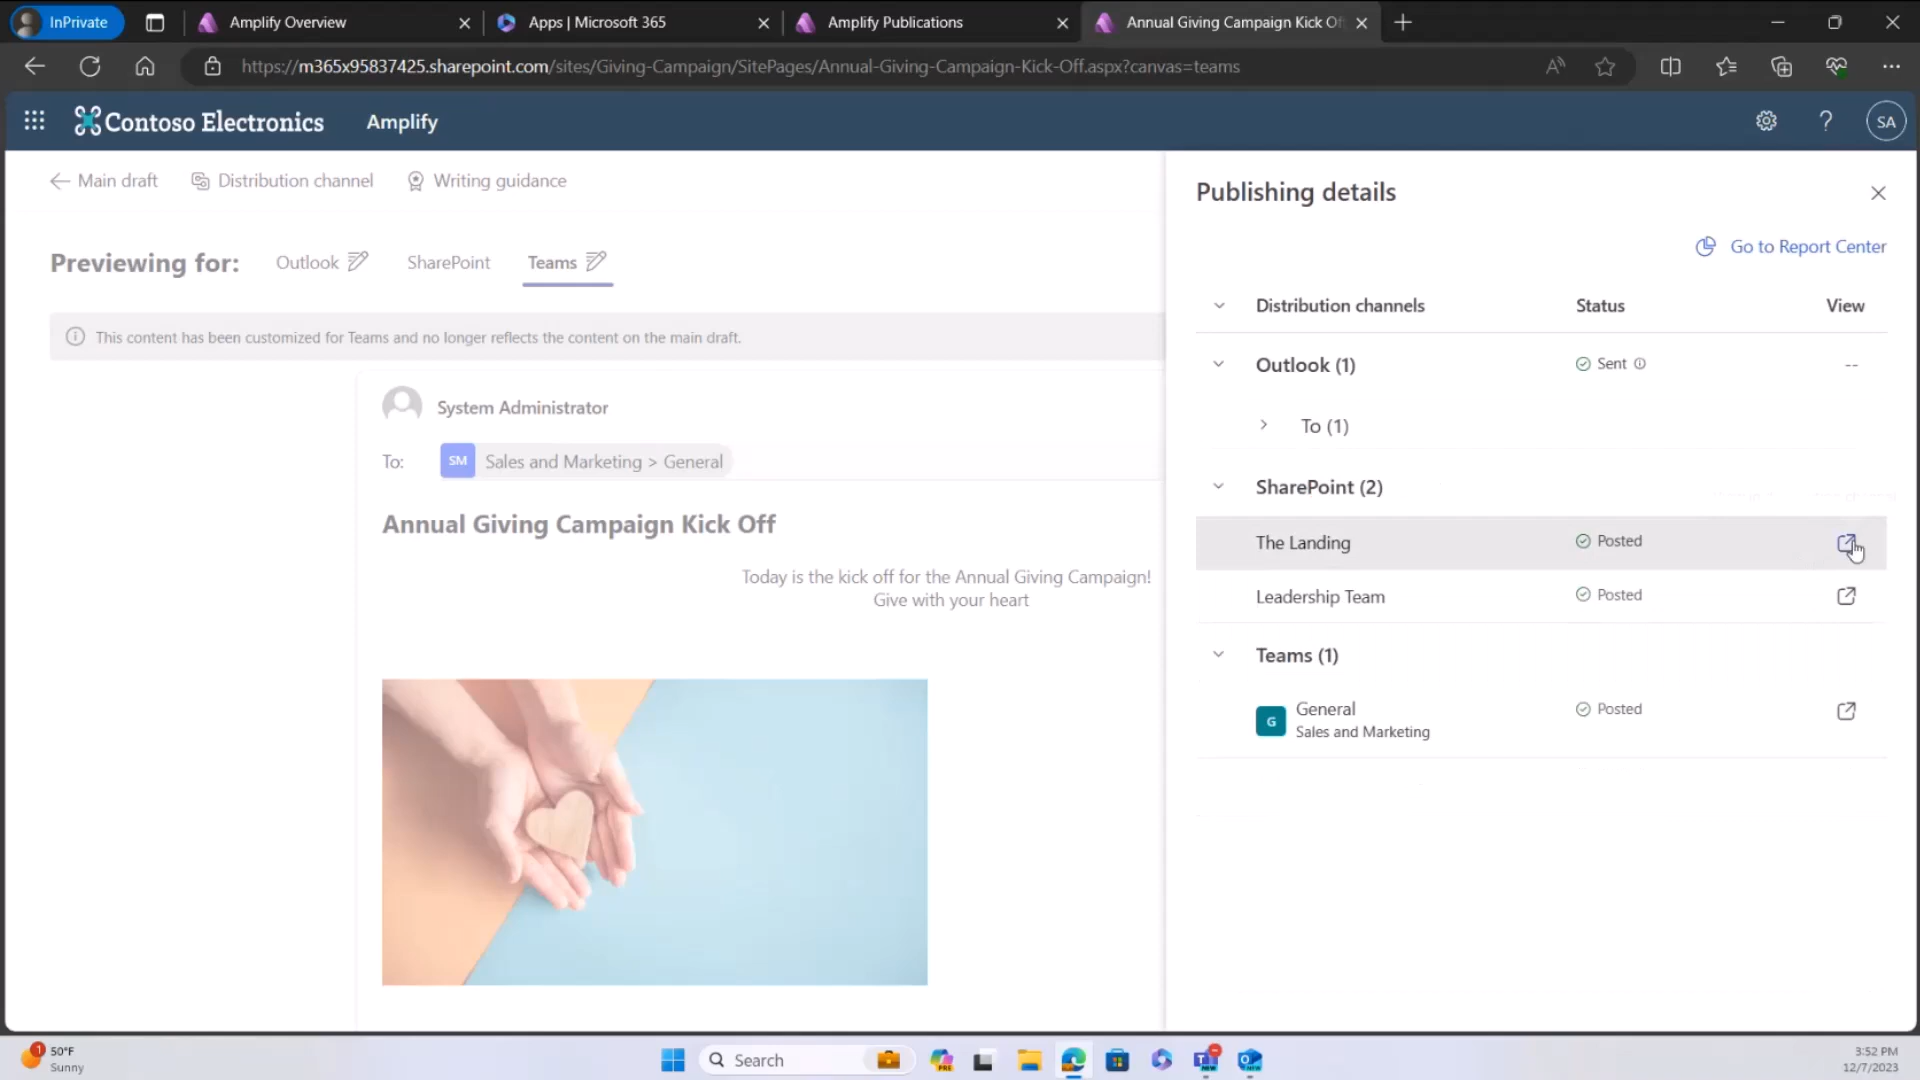 InPrivate
Amplify Overview
Apps | Microsoft 365
Amplify Publications
Annual Giving Campaign Kick Of
https://m365x95837425.sharepoint.com/sites/Giving-Campaign/SitePages/Annual-Giving-Campaign-Kick-Off.aspx?canvas=teams
Contoso Electronics
Amplify
?
SA
Main draft
Distribution channel
Writing guidance
Previewing for:
Outlook
SharePoint
Teams
This content has been customized for Teams and no longer reflects the content on the main draft.
System Administrator
To:
SM
Sales and Marketing > General
Annual Giving Campaign Kick Off
Today is the kick off for the Annual Giving Campaign!
Give with your heart
Publishing details
Go to Report Center
Distribution channels
Status
View
Outlook (1)
Sent
--
To (1)
SharePoint (2)
The Landing
Posted
Leadership Team
Posted
Teams (1)
G
General
Sales and Marketing
Posted
1
50°F
Sunny
Search
PRE
NEW
NEW
3:52 PM
12/7/2023